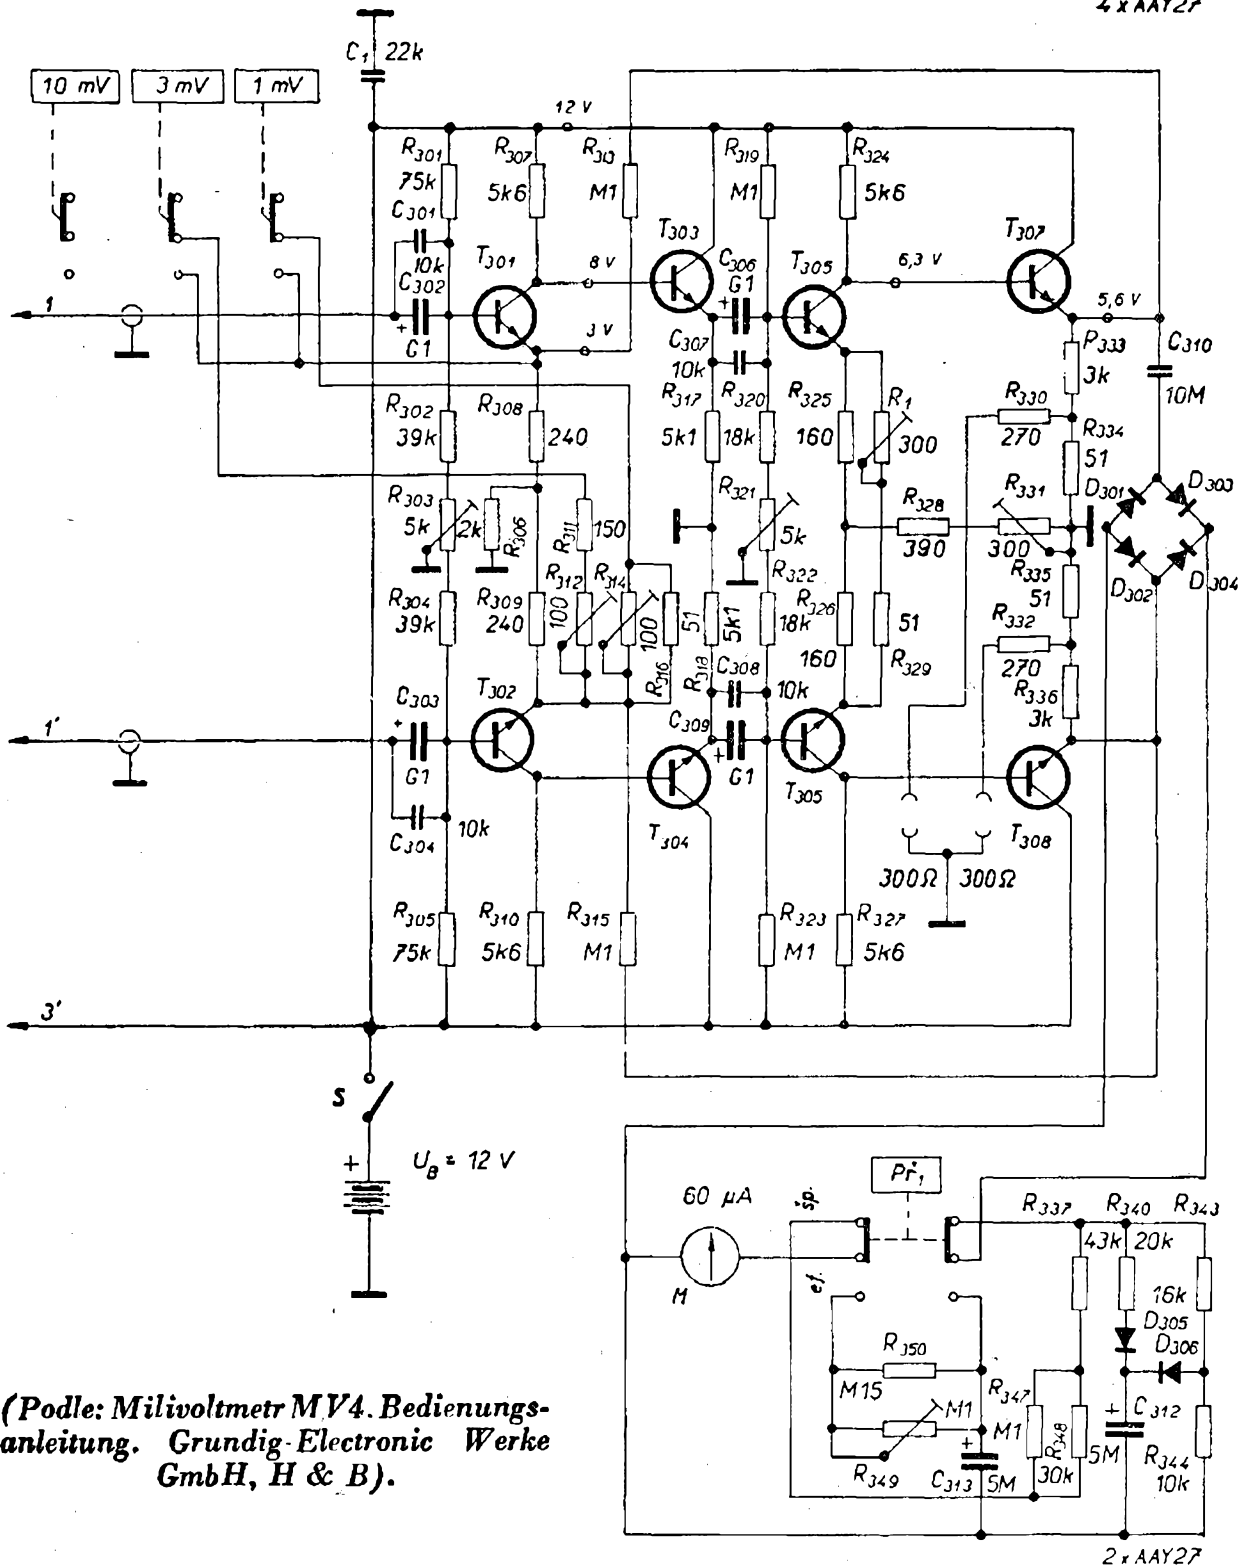 4 x AAY27
C1 22k
10 mV 3 mV 1 mV
12 V
R301 75k
R307 5k6
R313 M1
R319 M1
R324 5k6
C301 10k
T301
8 V
T303
C306 G1
T305
6,3 V
T307
C302 G1
3 V
5,6 V
1
C307 10k
R333 3k
C310 10M
R302 39k
R308 240
R317 5k1
R320 18k
R325 160
R1 300
R330 270
R334 51
R303 5k
2k R306
R311 150
R321 5k
R328 390
R331 300
D301
D303
R304 39k
R309 240
R312 100
R314 100
R316 51
R318 5k1
R322 18k
R326 160
51 R329
R335 51
R332 270
D302
D304
C303 G1
T302
C308 10k
C309 G1
R336 3k
1'
T305
C304 10k
T304
T308
300Ω 300Ω
R305 75k
R310 5k6
R315 M1
R323 M1
R327 5k6
3'
S
+ UB = 12 V
60 µA
M
šp.
ef.
Př1
R337 43k
R340 20k
R343 16k
D305
D306
R350 M15
R347 M1
M1
R349
+ C313 5M
R348 30k
+ C312 5M
R344 10k
2 x AAY27
(Podle: Milivoltmetr MV4. Bedienungs-
anleitung. Grundig-Electronic Werke
GmbH, H & B).